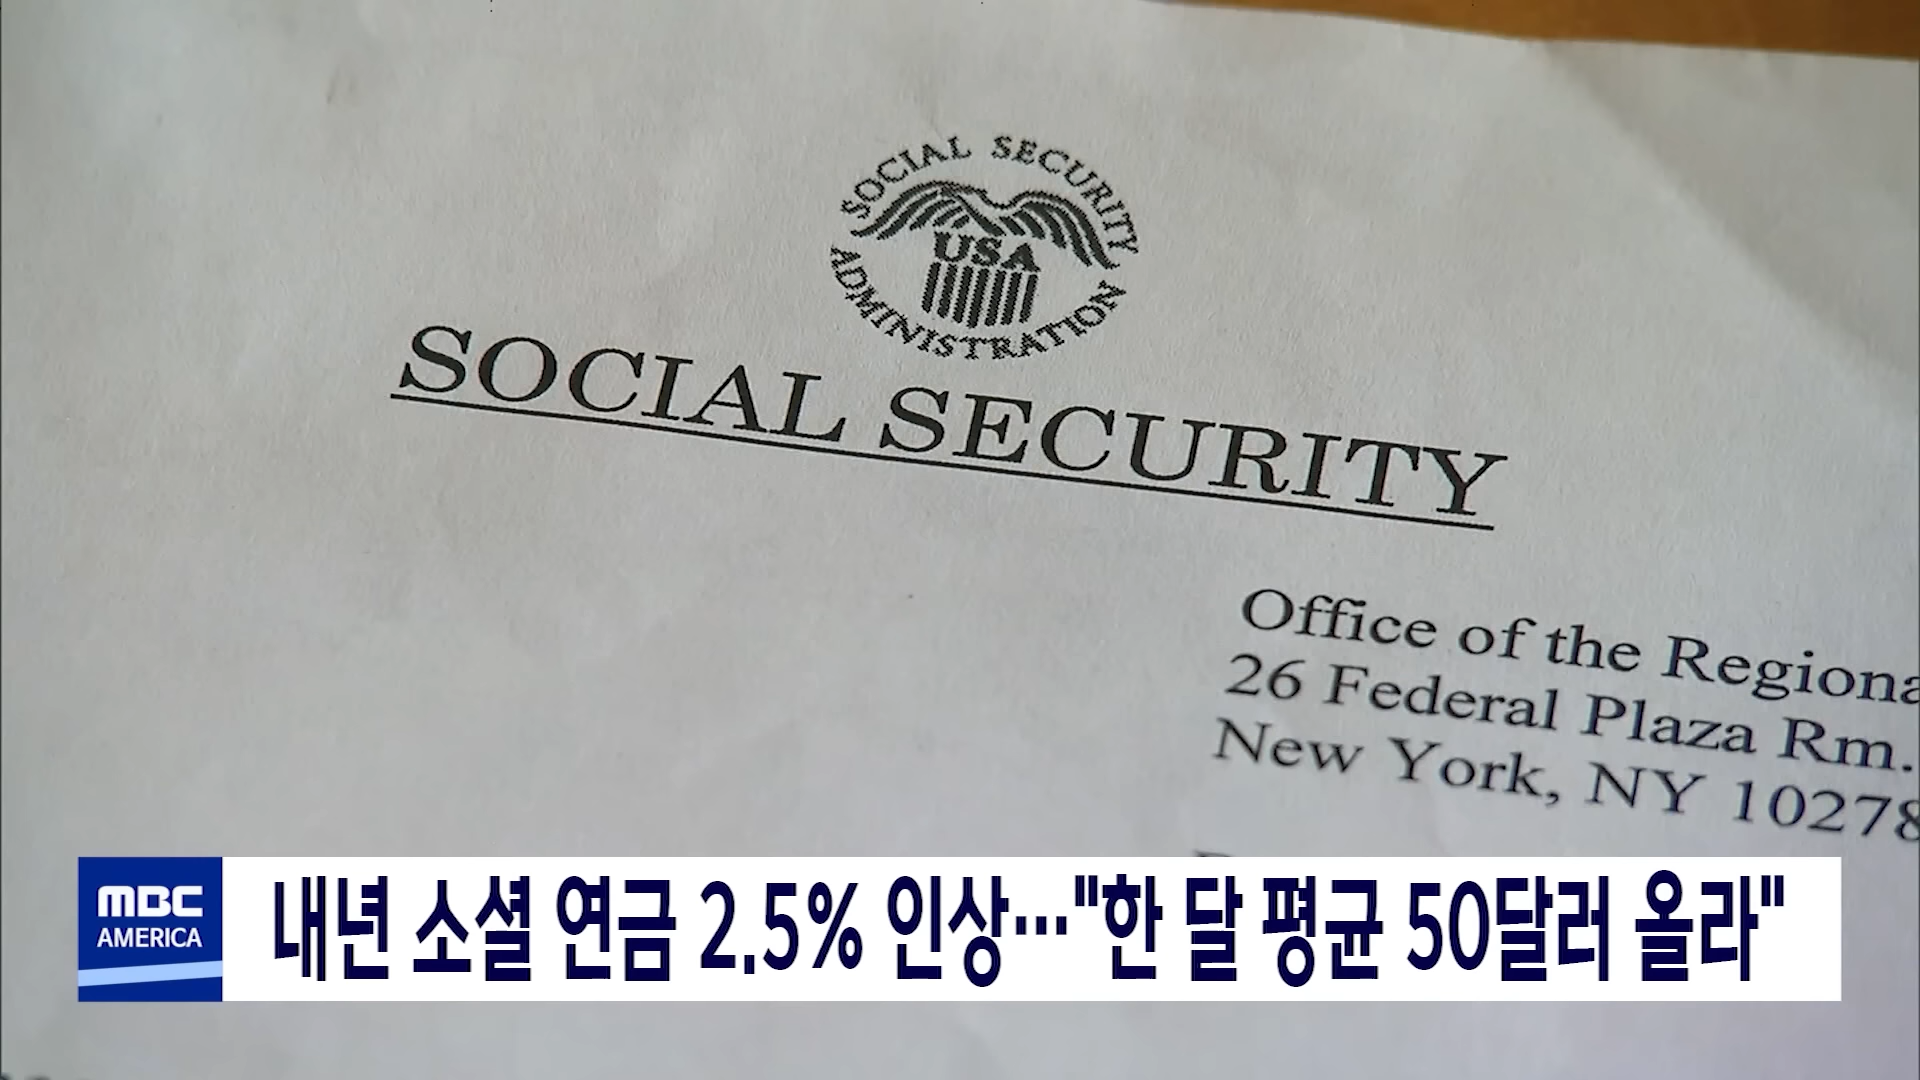 SOCIAL SECURITY
USA
ADMINISTRATION
SOCIAL SECURITY
Office of the Regiona
26 Federal Plaza Rm.
New York, NY 10278
MBC
AMERICA
내년 소셜 연금 2.5% 인상…"한 달 평균 50달러 올라"